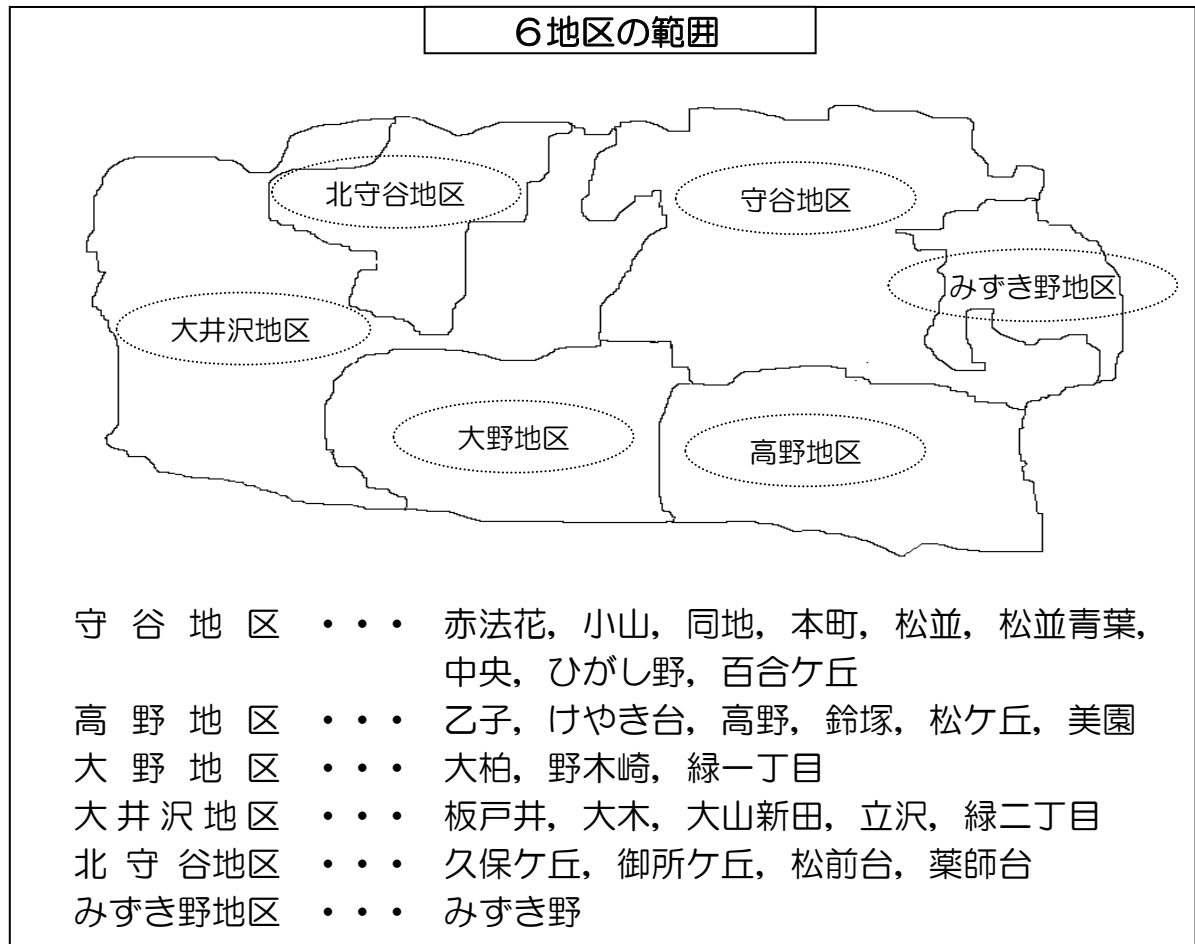 ６地区の範囲
北守谷地区
守谷地区
みずき野地区
大井沢地区
大野地区
高野地区
守谷地区 ・・・ 赤法花，小山，同地，本町，松並，松並青葉，
中央，ひがし野，百合ケ丘
高野地区 ・・・ 乙子，けやき台，高野，鈴塚，松ケ丘，美園
大野地区 ・・・ 大柏，野木崎，緑一丁目
大井沢地区 ・・・ 板戸井，大木，大山新田，立沢，緑二丁目
北守谷地区 ・・・ 久保ケ丘，御所ケ丘，松前台，薬師台
みずき野地区 ・・・ みずき野